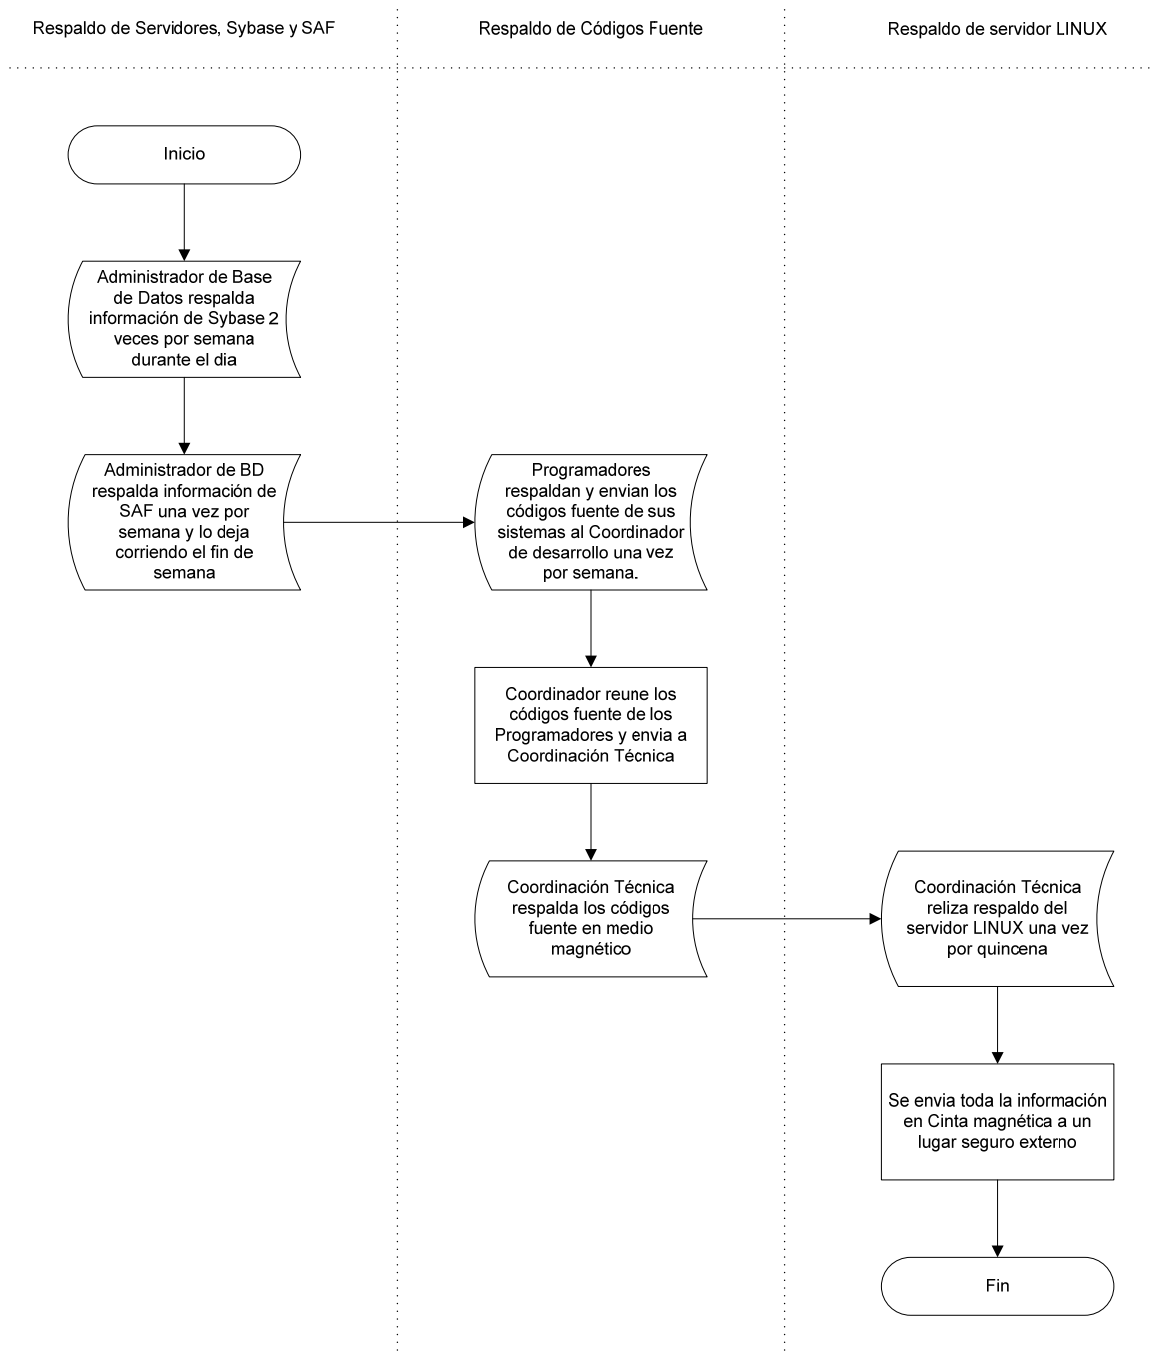 Respaldo de Servidores, Sybase y SAF
Respaldo de Códigos Fuente
Respaldo de servidor LINUX
Inicio
Administrador de Base
de Datos respalda
información de Sybase 2
veces por semana
durante el dia
Administrador de BD
respalda información de
SAF una vez por
semana y lo deja
corriendo el fin de
semana
Programadores
respaldan y envian los
códigos fuente de sus
sistemas al Coordinador
de desarrollo una vez
por semana.
Coordinador reune los
códigos fuente de los
Programadores y envia a
Coordinación Técnica
Coordinación Técnica
respalda los códigos
fuente en medio
magnético
Coordinación Técnica
reliza respaldo del
servidor LINUX una vez
por quincena
Se envia toda la información
en Cinta magnética a un
lugar seguro externo
Fin